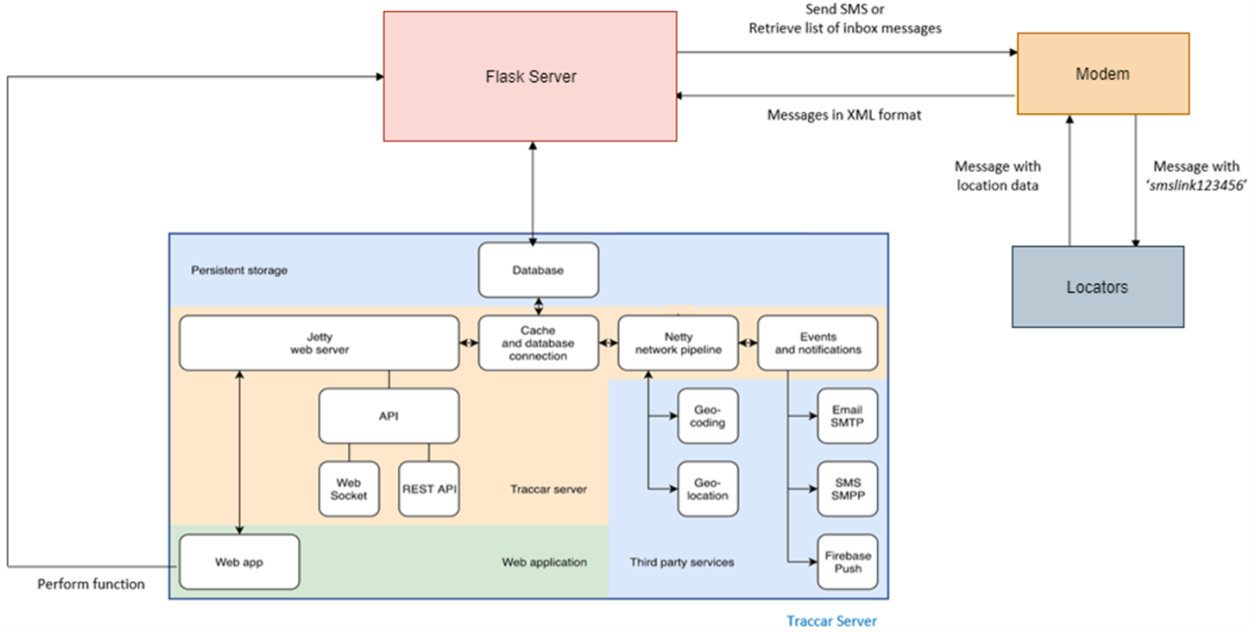 Send SMS or
Retrieve list of inbox messages
Flask Server
Modem
Messages in XML format
Message with
location data
Message with
‘smslink123456’
Locators
Persistent storage
Database
Jetty
web server
Cache
and database
connection
Netty
network pipeline
Events
and notifications
API
Geo-
coding
Email
SMTP
Web
Socket
REST API
Traccar server
Geo-
location
SMS
SMPP
Web app
Web application
Third party services
Firebase
Push
Perform function
Traccar Server